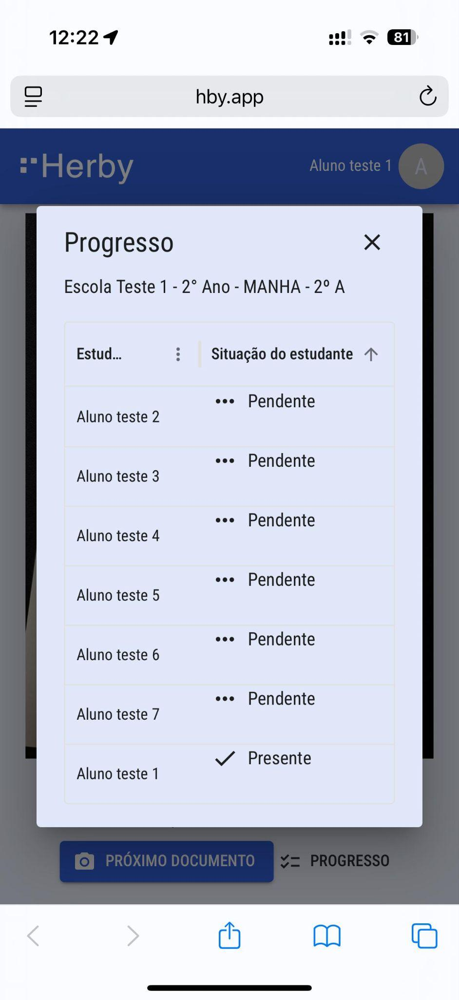 12:22
81
hby.app
Herby
Aluno teste 1
A
Progresso
Escola Teste 1 - 2° Ano - MANHA - 2º A
Estud... Situação do estudante
Aluno teste 2 Pendente
Aluno teste 3 Pendente
Aluno teste 4 Pendente
Aluno teste 5 Pendente
Aluno teste 6 Pendente
Aluno teste 7 Pendente
Aluno teste 1 Presente
PRÓXIMO DOCUMENTO PROGRESSO